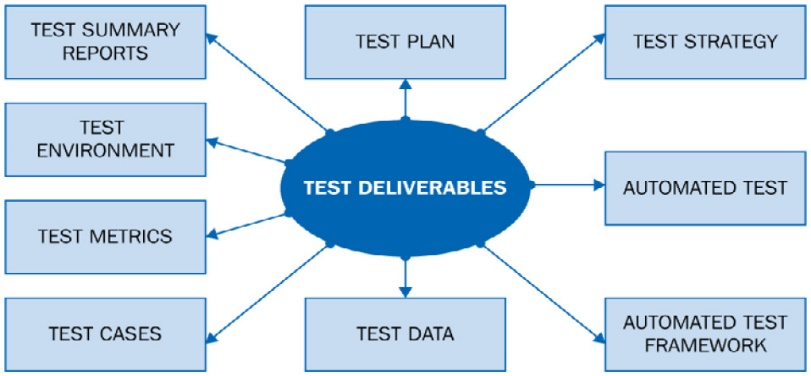 TEST SUMMARY
REPORTS
TEST PLAN
TEST STRATEGY
TEST
ENVIRONMENT
TEST DELIVERABLES
AUTOMATED TEST
TEST METRICS
TEST CASES
TEST DATA
AUTOMATED TEST
FRAMEWORK